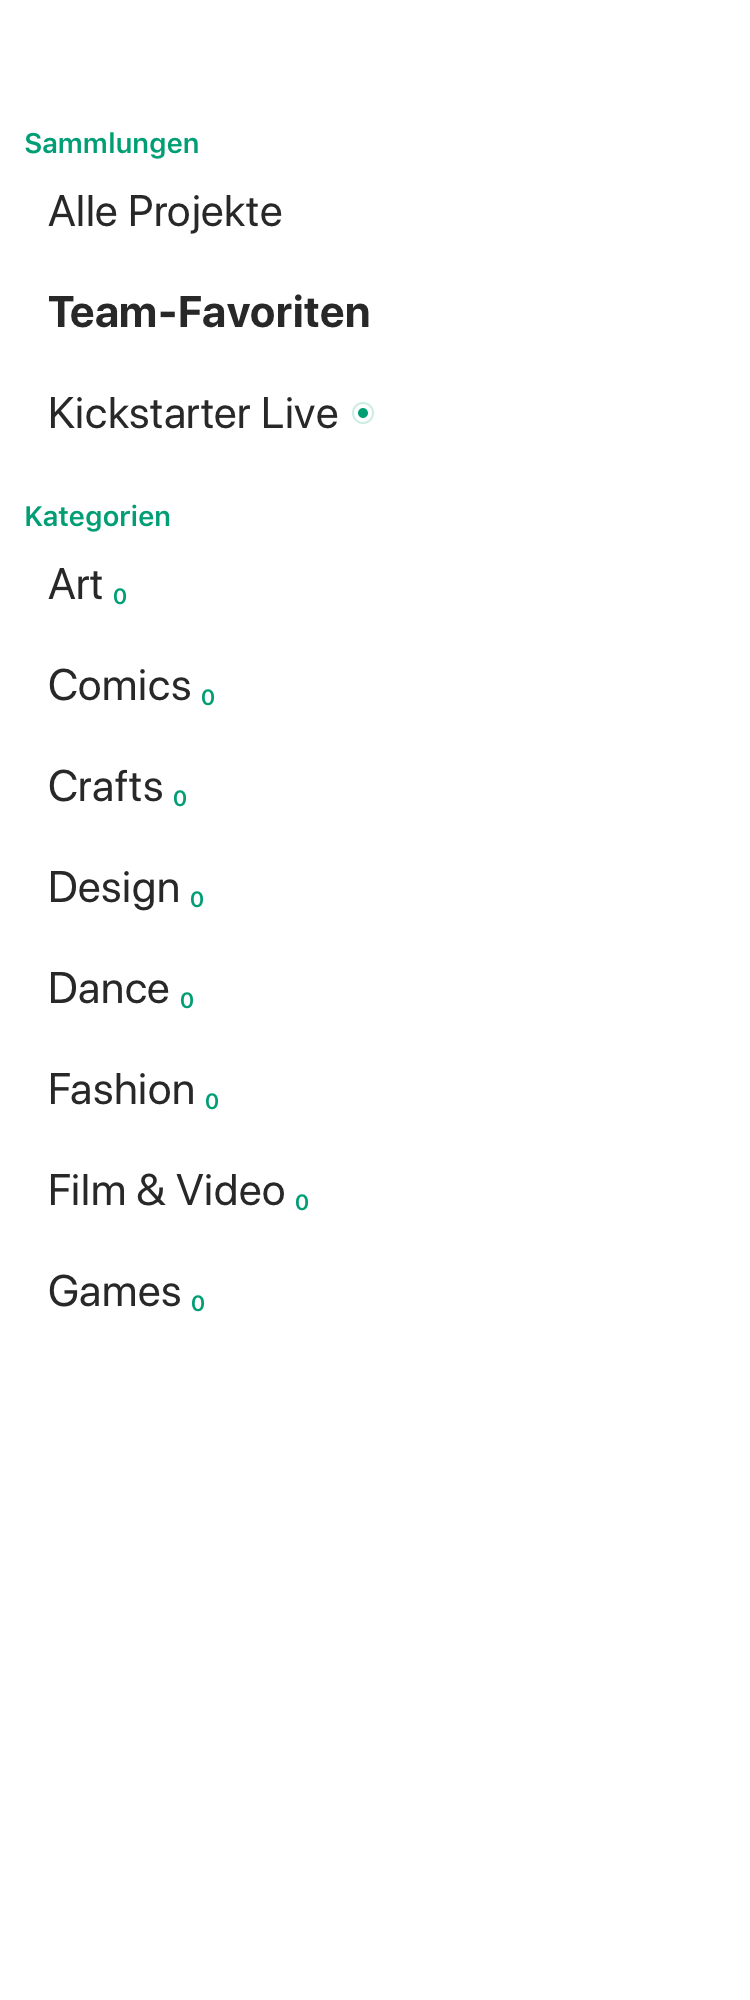 Sammlungen
Alle Projekte
Team-Favoriten
Kickstarter Live
Kategorien
Art 0
Comics 0
Crafts 0
Design 0
Dance 0
Fashion 0
Film & Video 0
Games 0